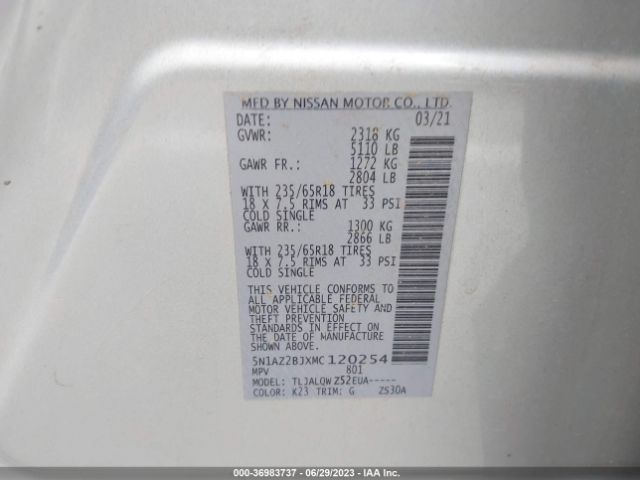 MFD BY NISSAN MOTOR CO., LTD.
DATE: 03/21
GVWR: 2318 KG
5110 LB
GAWR FR.: 1272 KG
2804 LB
WITH 235/65R18 TIRES
18 X 7.5 RIMS AT 33 PSI
COLD SINGLE
GAWR RR.: 1300 KG
2866 LB
WITH 235/65R18 TIRES
18 X 7.5 RIMS AT 33 PSI
COLD SINGLE
THIS VEHICLE CONFORMS TO
ALL APPLICABLE FEDERAL
MOTOR VEHICLE SAFETY AND
THEFT PREVENTION
STANDARDS IN EFFECT ON
THE DATE OF MANUFACTURE
SHOWN ABOVE.
5N1AZ2BJXMC120254
MPV 801
MODEL: TLJALQWZ52EUA-----
COLOR: K23 TRIM: G ZS30A
000-36983737 - 06/29/2023 - IAA Inc.